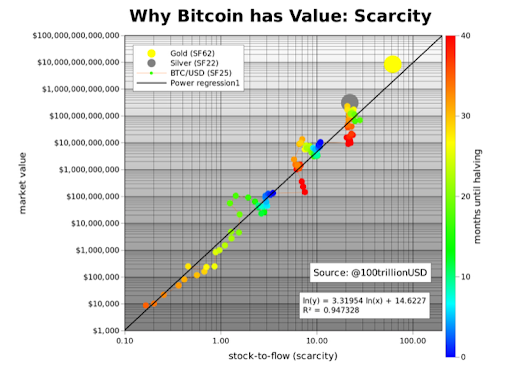 Why Bitcoin has Value: Scarcity
$100,000,000,000,000
$10,000,000,000,000
$1,000,000,000,000
$100,000,000,000
$10,000,000,000
$1,000,000,000
$100,000,000
$10,000,000
$1,000,000
$100,000
$10,000
$1,000
market value
Gold (SF62)
Silver (SF22)
BTC/USD (SF25)
Power regression1
Source: @100trillionUSD
ln(y) = 3.31954 ln(x) + 14.6227
R² = 0.947328
0.10 1.00 10.00 100.00
stock-to-flow (scarcity)
40
30
20
10
0
months until halving